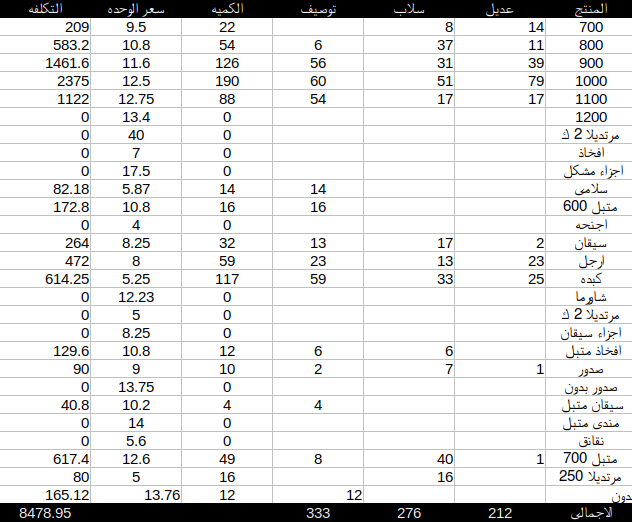 المنتج عديل سلاب توصيف الكميه سعر الوحده التكلفه
700 14 8 22 9.5 209
800 11 37 6 54 10.8 583.2
900 39 31 56 126 11.6 1461.6
1000 79 51 60 190 12.5 2375
1100 17 17 54 88 12.75 1122
1200 0 13.4 0
مرتديلا 2 ك 0 40 0
افخاذ 0 7 0
اجزاء مشكل 0 17.5 0
سلامى 14 14 5.87 82.18
متبل 600 16 16 10.8 172.8
اجنحه 0 4 0
سيقان 2 17 13 32 8.25 264
ارجل 23 13 23 59 8 472
كبده 25 33 59 117 5.25 614.25
شاورما 0 12.23 0
مرتديلا 2 ك 0 5 0
اجزاء سيقان 0 8.25 0
افخاذ متبل 6 6 12 10.8 129.6
صدور 1 7 2 10 9 90
صدور بدون 0 13.75 0
سيقان متبل 4 4 10.2 40.8
مندى متبل 0 14 0
نقانق 0 5.6 0
متبل 700 1 40 8 49 12.6 617.4
مرتديلا 250 16 16 5 80
دون 12 12 13.76 165.12
لاجمالى 212 276 333 8478.95